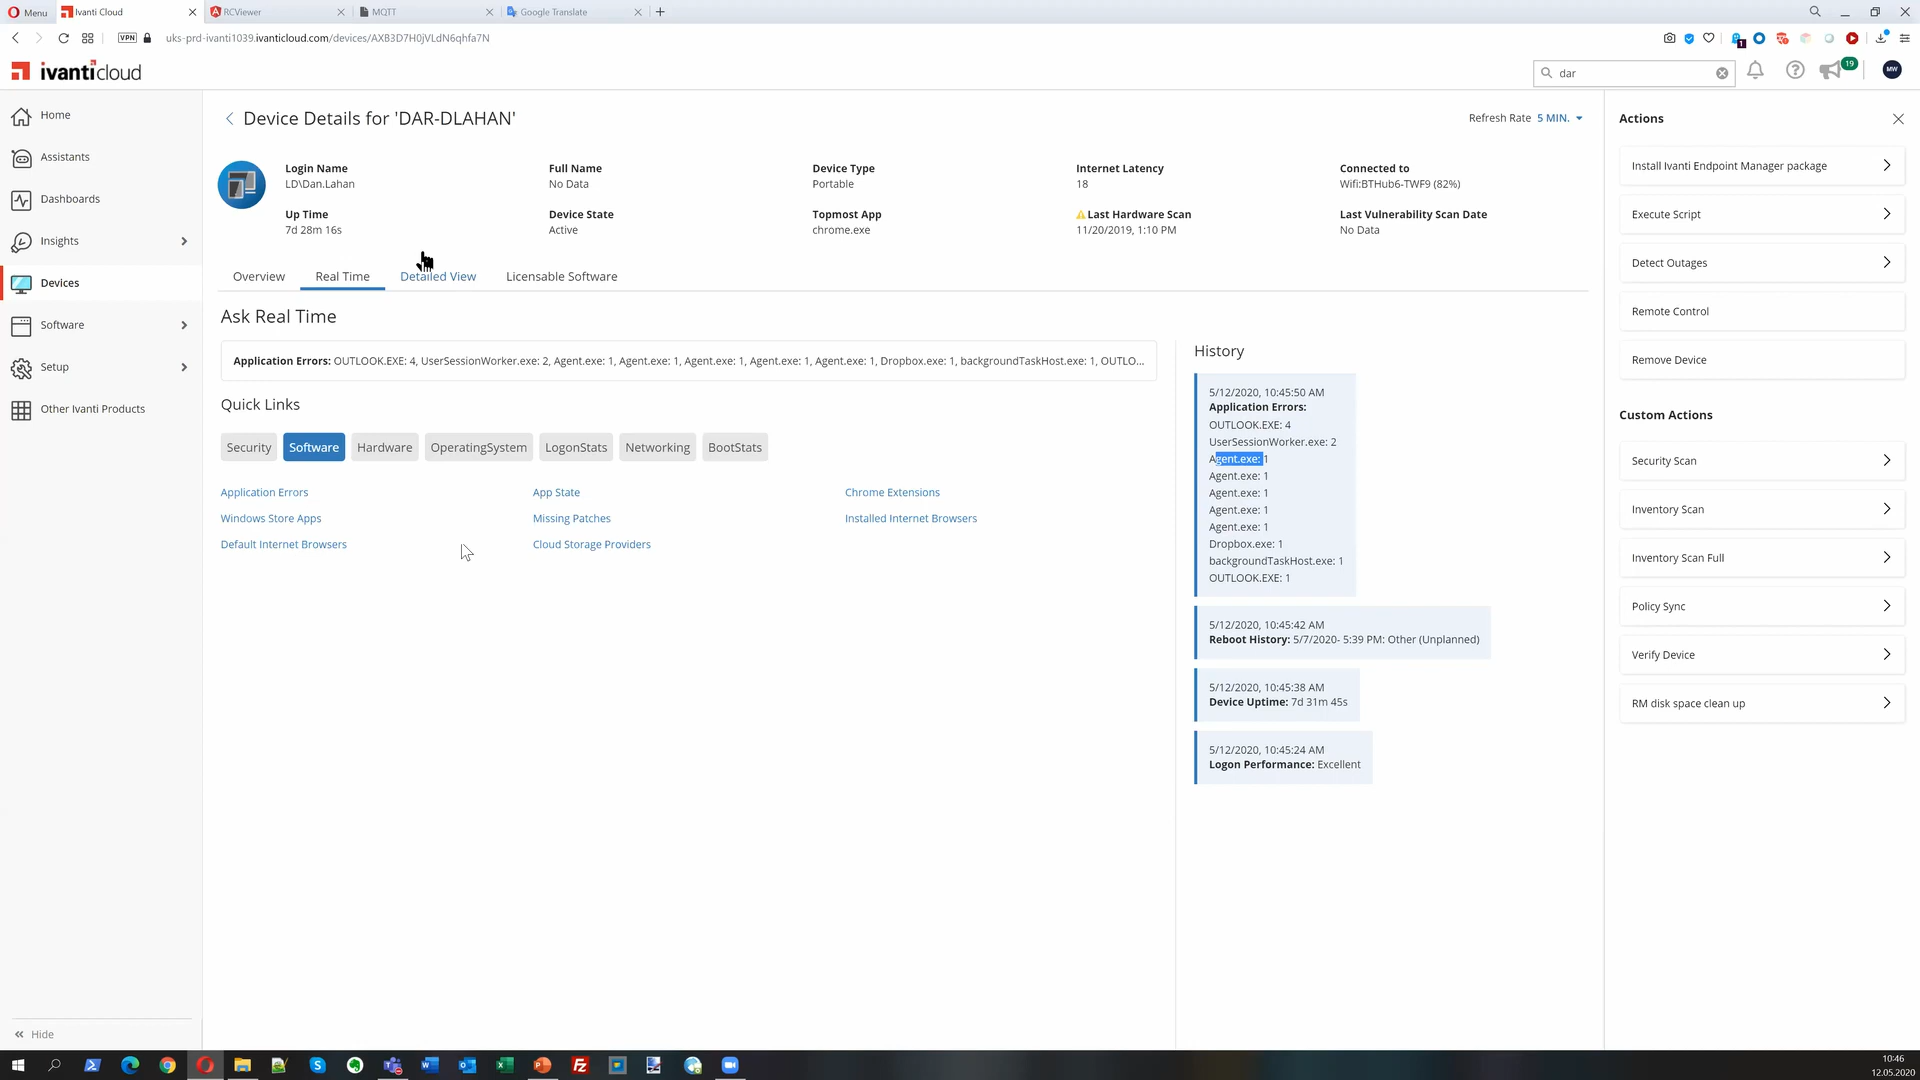 Menu
Ivanti Cloud
RCViewer
MQTT
Google Translate
VPN
uks-prd-ivanti1039.ivanticloud.com/devices/AXB3D7H0jVLdN6qhfa7N
1
ivanticloud
dar
19
MW
Home
Assistants
Dashboards
Insights
Devices
Software
Setup
Other Ivanti Products
Hide
Device Details for 'DAR-DLAHAN'
Refresh Rate 5 MIN.
Login Name
LD\Dan.Lahan
Full Name
No Data
Device Type
Portable
Internet Latency
18
Connected to
Wifi:BTHub6-TWF9 (82%)
Up Time
7d 28m 16s
Device State
Active
Topmost App
chrome.exe
Last Hardware Scan
11/20/2019, 1:10 PM
Last Vulnerability Scan Date
No Data
Overview
Real Time
Detailed View
Licensable Software
Ask Real Time
Application Errors: OUTLOOK.EXE: 4, UserSessionWorker.exe: 2, Agent.exe: 1, Agent.exe: 1, Agent.exe: 1, Agent.exe: 1, Agent.exe: 1, Dropbox.exe: 1, backgroundTaskHost.exe: 1, OUTLO...
Quick Links
Security
Software
Hardware
OperatingSystem
LogonStats
Networking
BootStats
Application Errors
App State
Chrome Extensions
Windows Store Apps
Missing Patches
Installed Internet Browsers
Default Internet Browsers
Cloud Storage Providers
History
5/12/2020, 10:45:50 AM
Application Errors:
OUTLOOK.EXE: 4
UserSessionWorker.exe: 2
Agent.exe: 1
Agent.exe: 1
Agent.exe: 1
Agent.exe: 1
Agent.exe: 1
Dropbox.exe: 1
backgroundTaskHost.exe: 1
OUTLOOK.EXE: 1
5/12/2020, 10:45:42 AM
Reboot History: 5/7/2020- 5:39 PM: Other (Unplanned)
5/12/2020, 10:45:38 AM
Device Uptime: 7d 31m 45s
5/12/2020, 10:45:24 AM
Logon Performance: Excellent
Actions
Install Ivanti Endpoint Manager package
Execute Script
Detect Outages
Remote Control
Remove Device
Custom Actions
Security Scan
Inventory Scan
Inventory Scan Full
Policy Sync
Verify Device
RM disk space clean up
10:46
12.05.2020